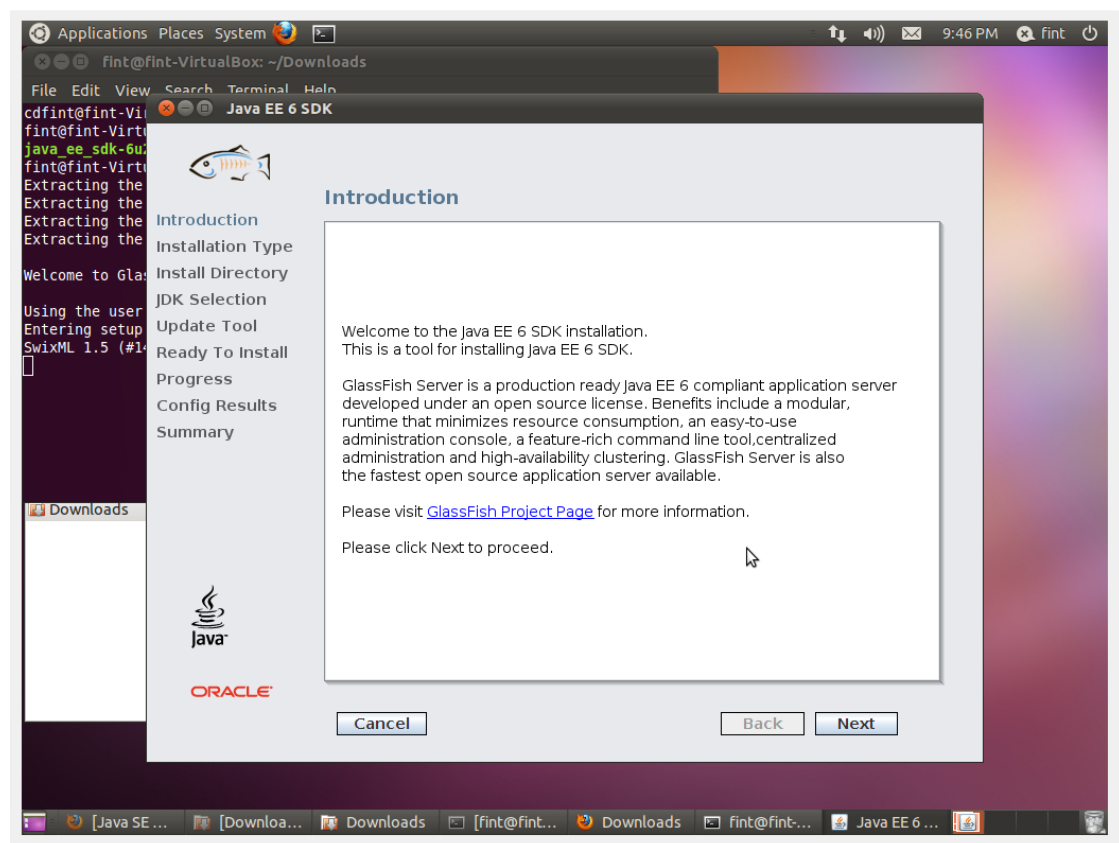 Applications Places System
9:46 PM fint
fint@fint-VirtualBox: ~/Downloads
File Edit View Search Terminal Help
cdfint@fint-Vi
fint@fint-Virtu
java_ee_sdk-6u2
fint@fint-Virtu
Extracting the
Extracting the
Extracting the
Extracting the
Welcome to Glas
Using the user
Entering setup
SwixML 1.5 (#14
Downloads
Java EE 6 SDK
Introduction
Installation Type
Install Directory
JDK Selection
Update Tool
Ready To Install
Progress
Config Results
Summary
Java
ORACLE
Introduction
Welcome to the Java EE 6 SDK installation.
This is a tool for installing Java EE 6 SDK.
GlassFish Server is a production ready Java EE 6 compliant application server
developed under an open source license. Benefits include a modular,
runtime that minimizes resource consumption, an easy-to-use
administration console, a feature-rich command line tool,centralized
administration and high-availability clustering. GlassFish Server is also
the fastest open source application server available.
Please visit GlassFish Project Page for more information.
Please click Next to proceed.
Cancel Back Next
[Java SE ... [Downloa... Downloads [fint@fint... Downloads fint@fint-... Java EE 6 ...